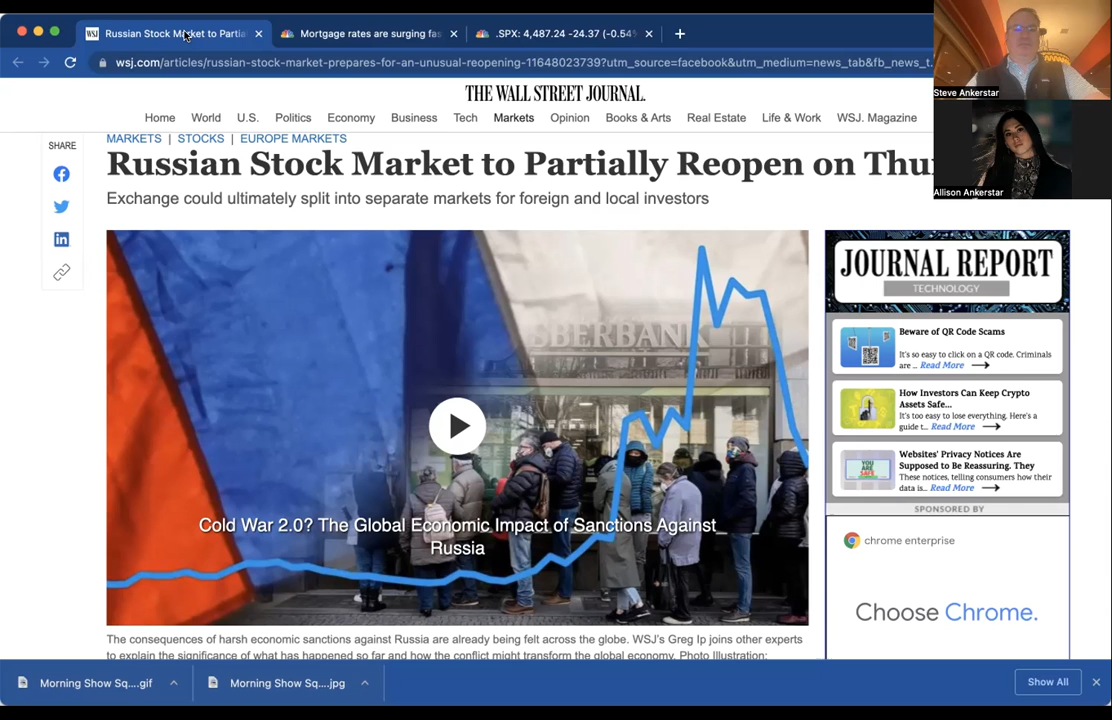 WSJ Russian Stock Market to Partia
Mortgage rates are surging fas
.SPX: 4,487.24 -24.37 (-0.54%
wsj.com/articles/russian-stock-market-prepares-for-an-unusual-reopening-11648023739?utm_source=facebook&utm_medium=news_tab&fb_news_t...
Steve Ankerstar
Allison Ankerstar
THE WALL STREET JOURNAL.
Home World U.S. Politics Economy Business Tech Markets Opinion Books & Arts Real Estate Life & Work WSJ. Magazine
SHARE
MARKETS | STOCKS | EUROPE MARKETS
Russian Stock Market to Partially Reopen on Thu
Exchange could ultimately split into separate markets for foreign and local investors
SBERBANK
Cold War 2.0? The Global Economic Impact of Sanctions Against
Russia
The consequences of harsh economic sanctions against Russia are already being felt across the globe. WSJ's Greg Ip joins other experts
to explain the significance of what has happened so far and how the conflict might transform the global economy. Photo Illustration:
JOURNAL REPORT
TECHNOLOGY
Beware of QR Code Scams
It's so easy to click on a QR code. Criminals
are ... Read More
How Investors Can Keep Crypto
Assets Safe...
It's too easy to lose everything. Here's a
guide t... Read More
Websites' Privacy Notices Are
Supposed to Be Reassuring. They
These notices, telling consumers how their
data is... Read More
SPONSORED BY
chrome enterprise
Choose Chrome.
Morning Show Sq....gif
Morning Show Sq....jpg
Show All